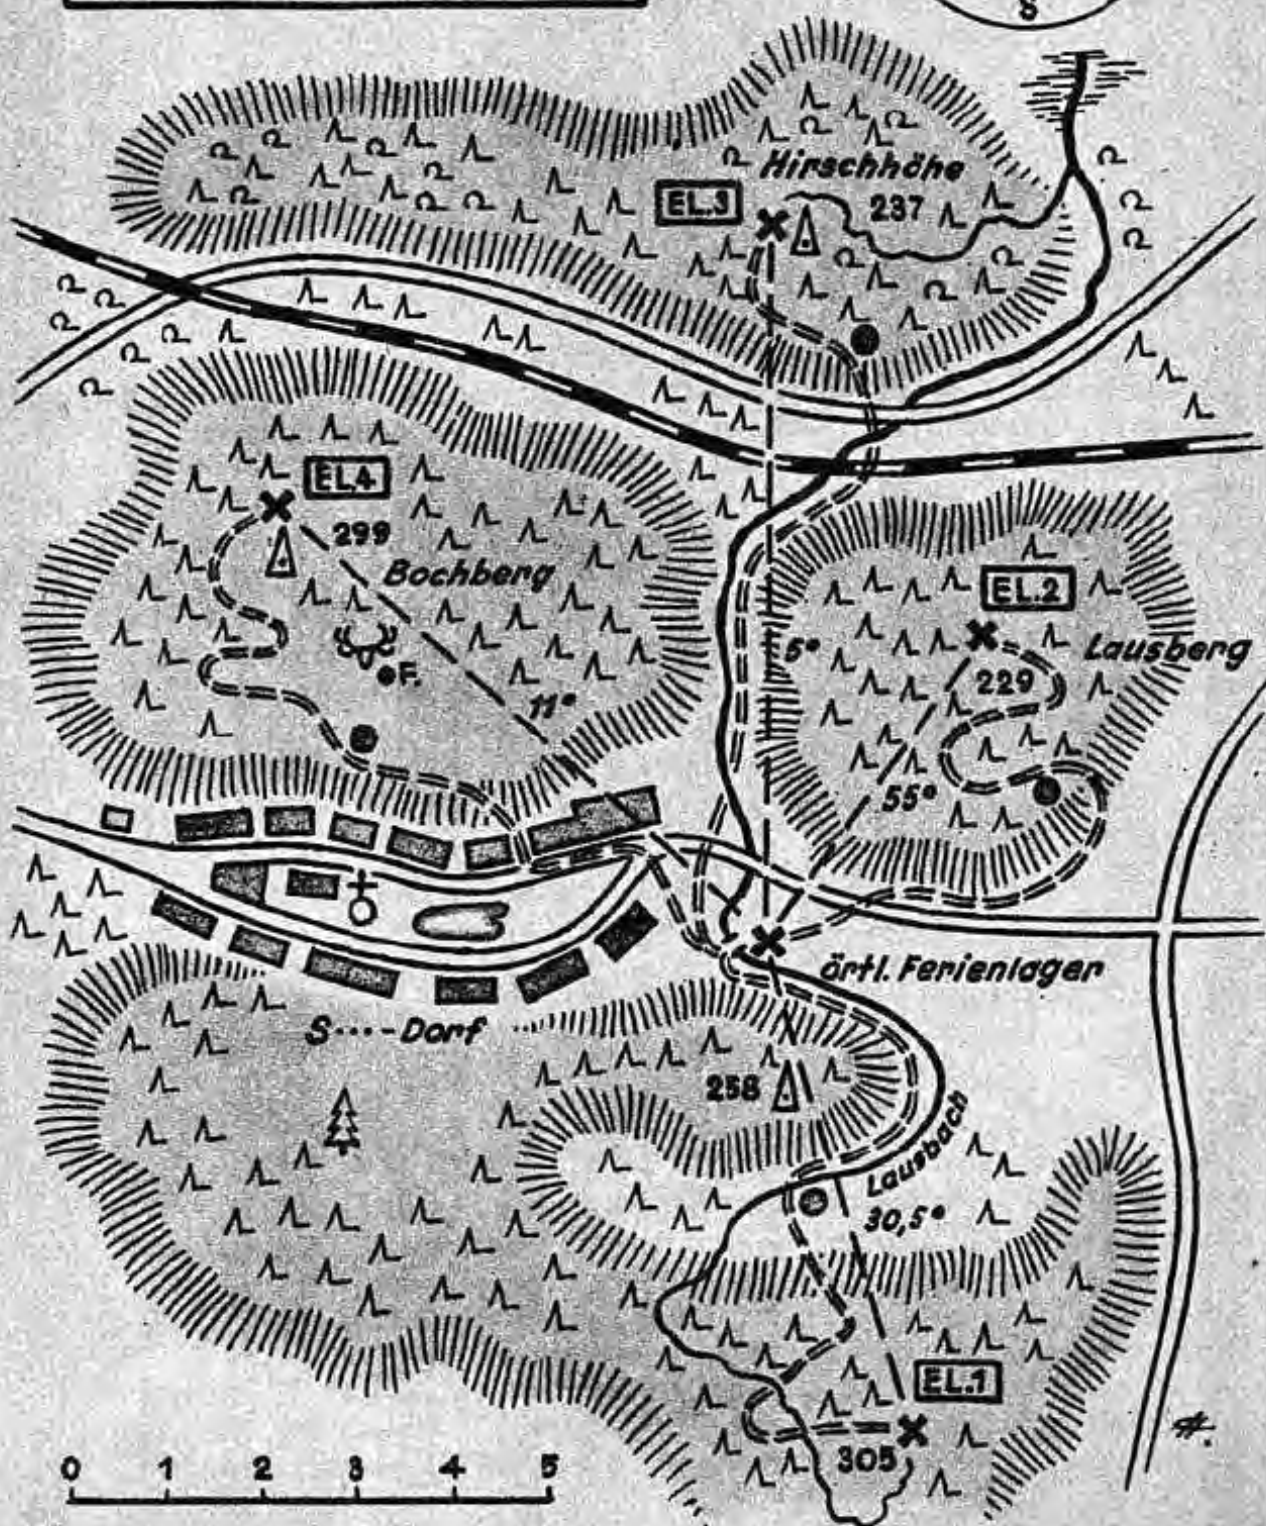 S
Hirschhöhe
EL.3
237
EL.4
299
Bochberg
EL.2
5°
Lausberg
F.
229
11°
55°
örtl. Ferienlager
S····-Dorf
258
Lausbach
30,5°
EL.1
305
0 1 2 3 4 5